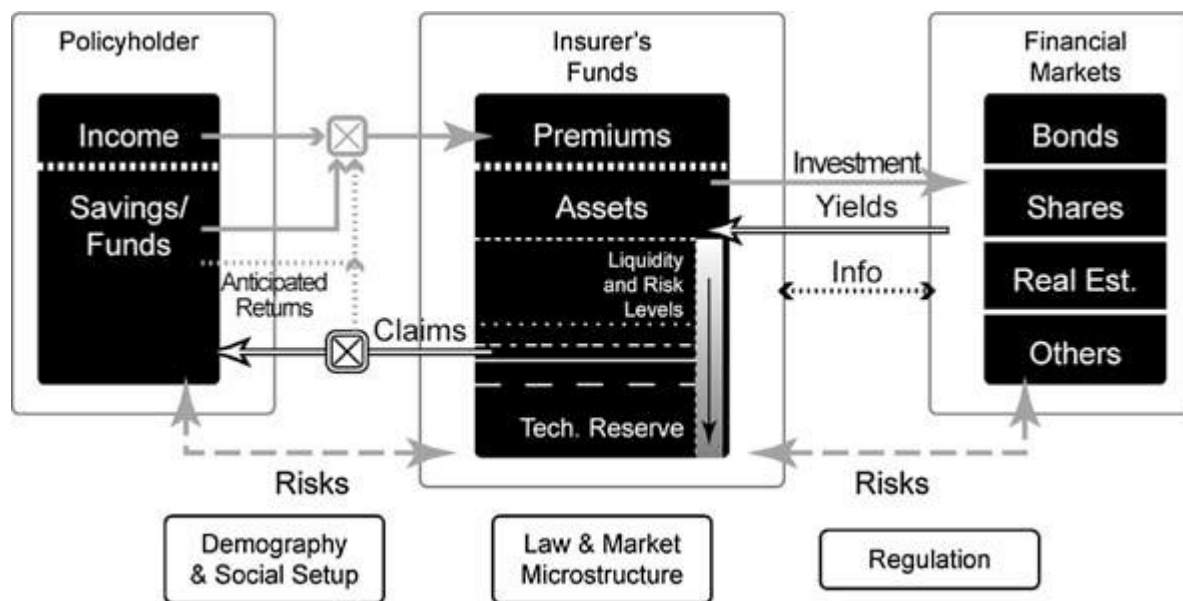 Policyholder
Income
Savings/
Funds
Anticipated
Returns
Claims
Insurer's
Funds
Premiums
Assets
Liquidity
and Risk
Levels
Tech. Reserve
Investment
Yields
Info
Financial
Markets
Bonds
Shares
Real Est.
Others
Risks
Risks
Demography
& Social Setup
Law & Market
Microstructure
Regulation